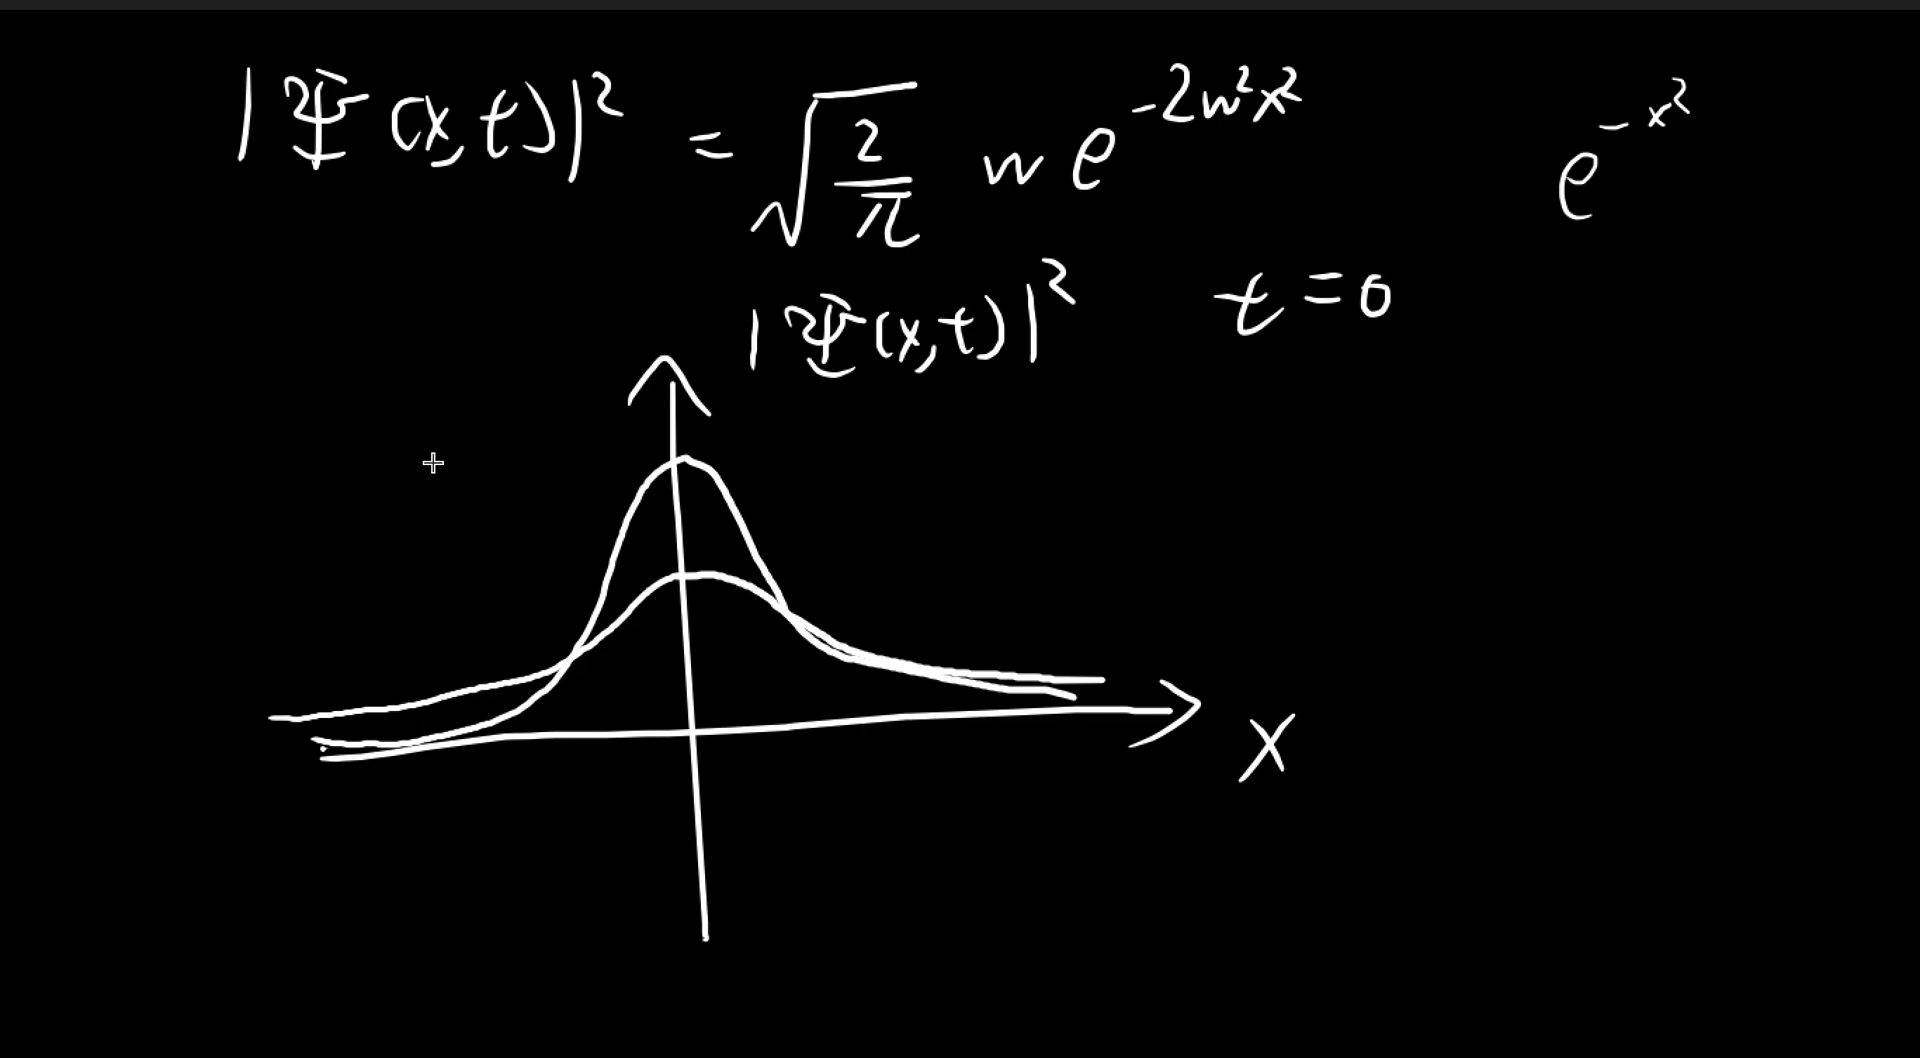 |Ψ(x,t)|² = √(2/π) w e^(-2w²x²) e^(-x²)
|Ψ(x,t)|² t=0
x